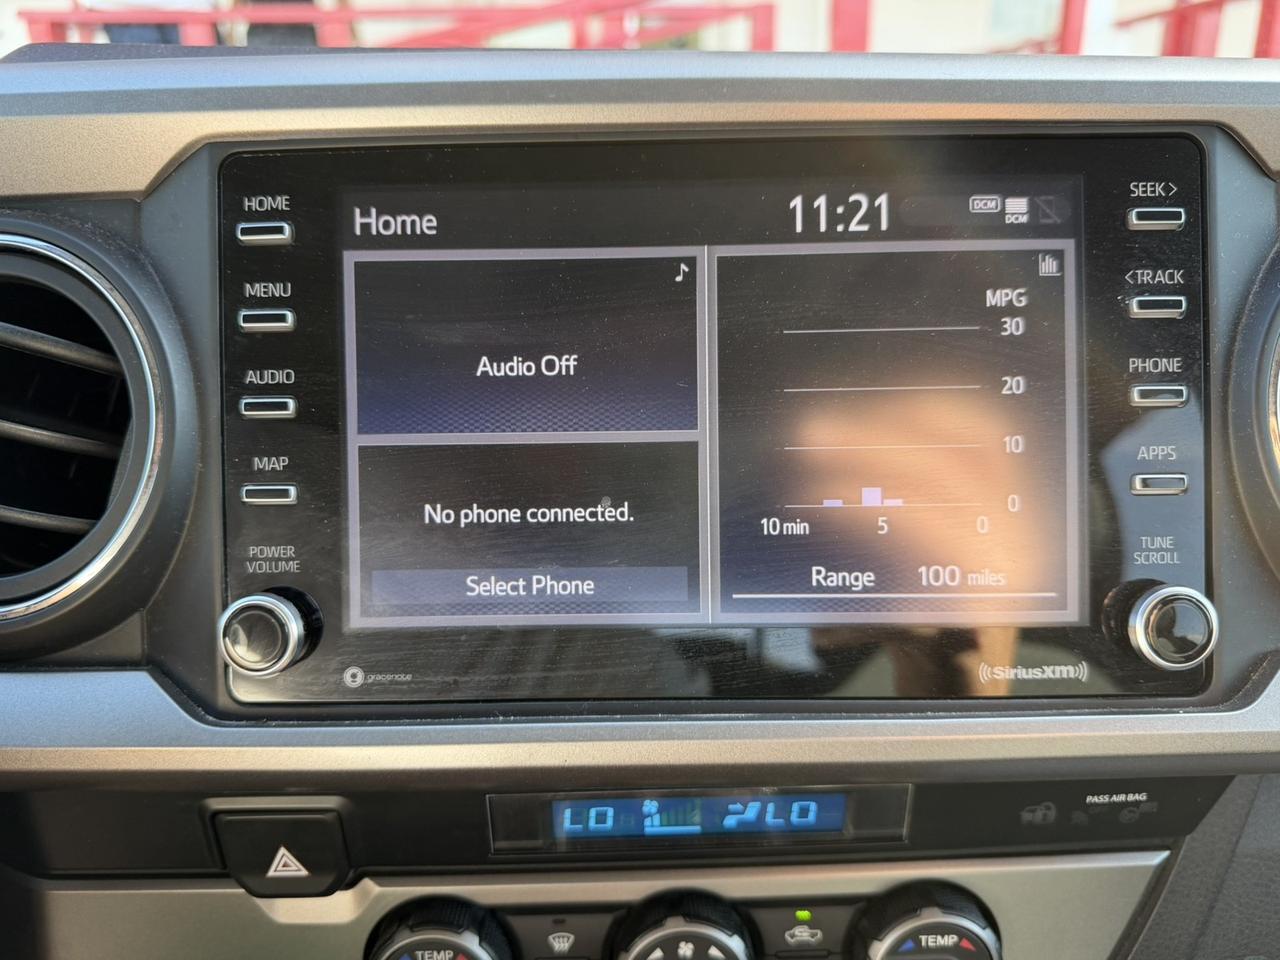 HOME
MENU
AUDIO
MAP
POWER
VOLUME
Home
11:21
DCM
DCM
Audio Off
No phone connected.
Select Phone
MPG
30
20
10
0
10 min 5 0
Range 100 miles
SEEK >
< TRACK
PHONE
APPS
TUNE
SCROLL
gracenote
SiriusXM
LO LO
PASS AIR BAG
TEMP
TEMP